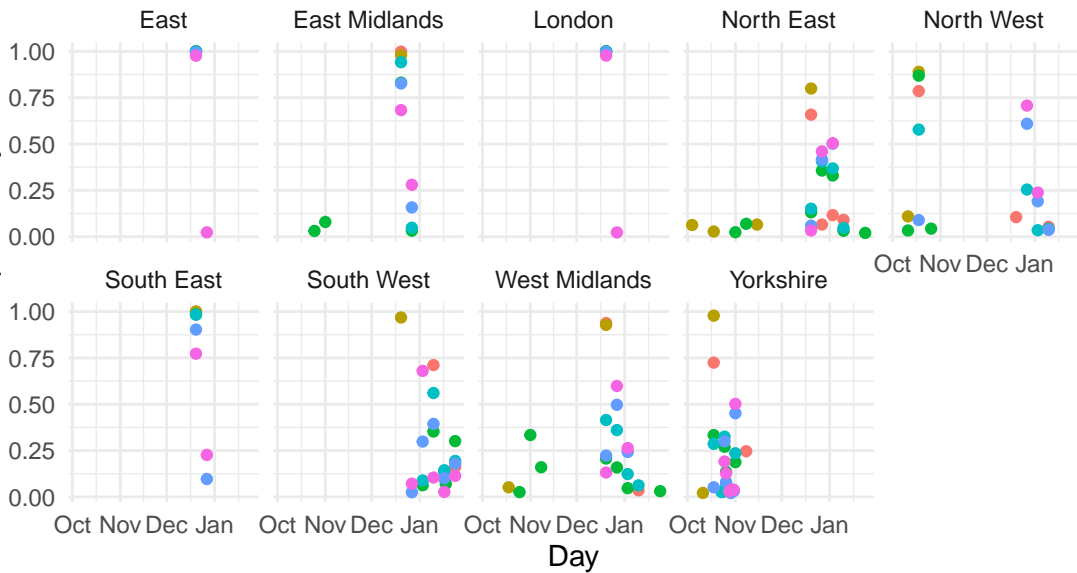 East East Midlands London North East North West
1.00
0.75
0.50
0.25
0.00
Oct Nov Dec Jan
South East South West West Midlands Yorkshire
1.00
0.75
0.50
0.25
0.00
Oct Nov Dec Jan Oct Nov Dec Jan Oct Nov Dec Jan Oct Nov Dec Jan
Day